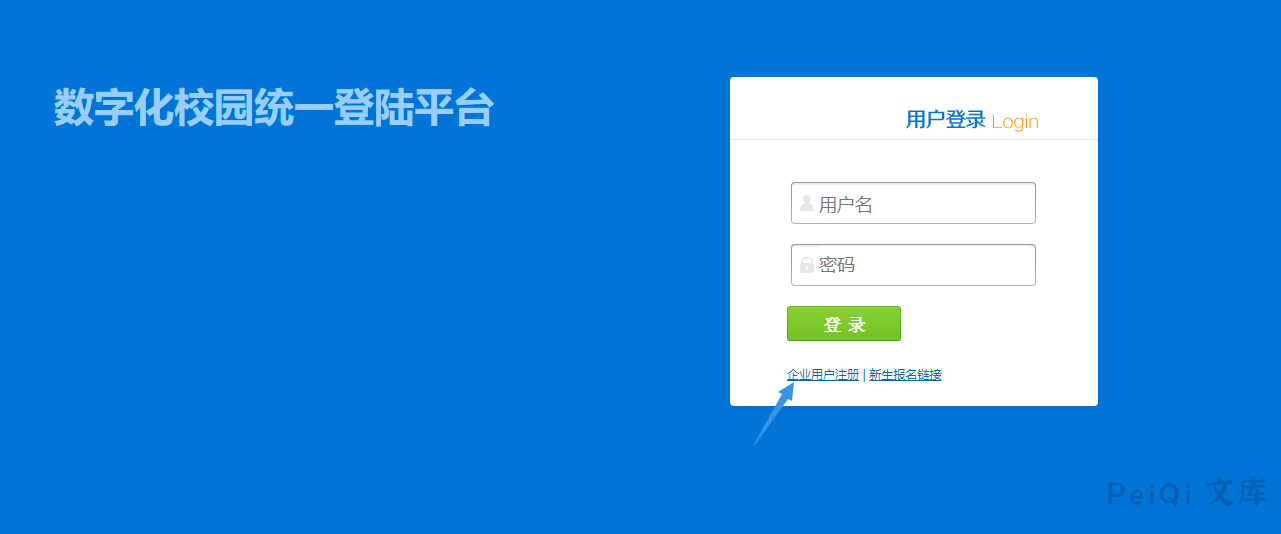 数字化校园统一登陆平台
用户登录 Login
用户名
密码
登 录
企业用户注册 | 新生报名链接
PeiQi 文库